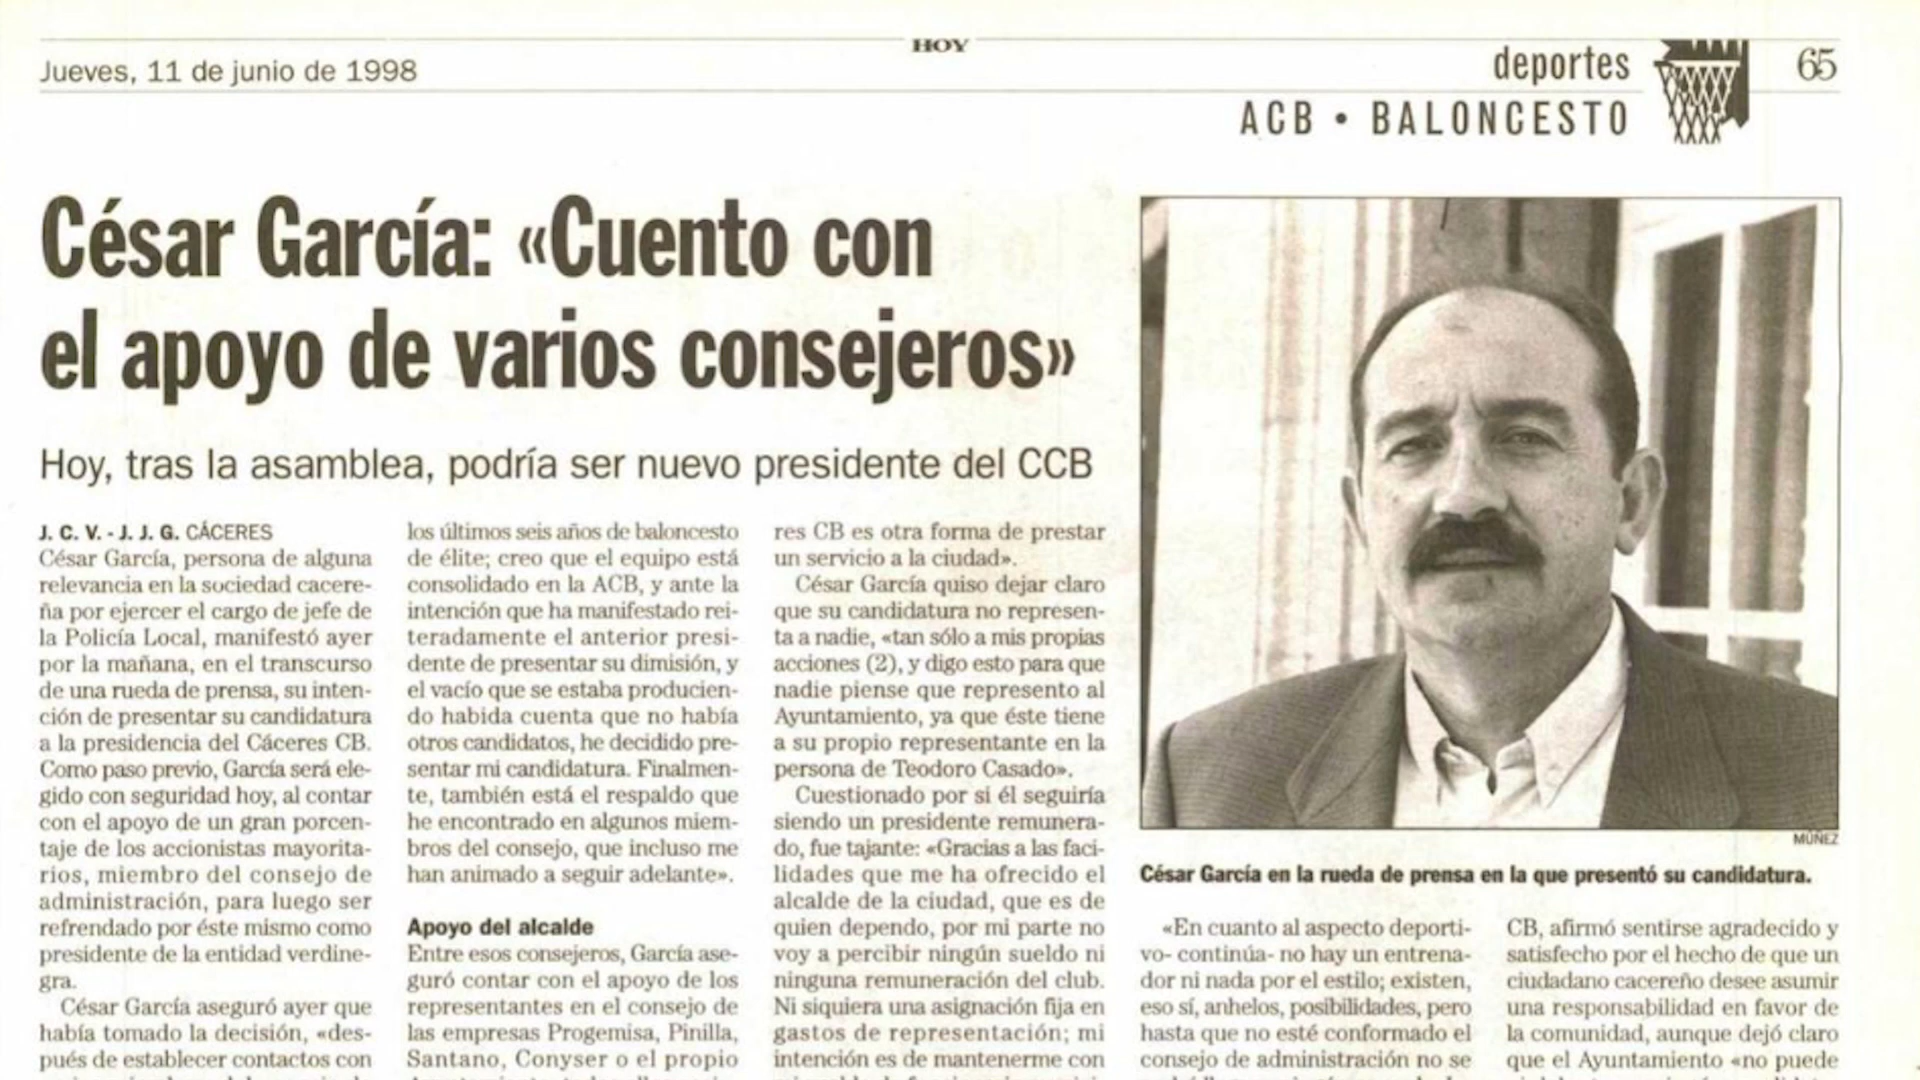 HOY
Jueves, 11 de junio de 1998
deportes
65
ACB • BALONCESTO
César García: «Cuento con
el apoyo de varios consejeros»
Hoy, tras la asamblea, podría ser nuevo presidente del CCB
J. C. V. - J. J. G. CÁCERES
César García, persona de alguna
relevancia en la sociedad cacere-
ña por ejercer el cargo de jefe de
la Policía Local, manifestó ayer
por la mañana, en el transcurso
de una rueda de prensa, su inten-
ción de presentar su candidatura
a la presidencia del Cáceres CB.
Como paso previo, García será ele-
gido con seguridad hoy, al contar
con el apoyo de un gran porcen-
taje de los accionistas mayorita-
rios, miembro del consejo de
administración, para luego ser
refrendado por éste mismo como
presidente de la entidad verdine-
gra.
César García aseguró ayer que
había tomado la decisión, «des-
pués de establecer contactos con
los últimos seis años de baloncesto
de élite; creo que el equipo está
consolidado en la ACB, y ante la
intención que ha manifestado rei-
teradamente el anterior presi-
dente de presentar su dimisión, y
el vacío que se estaba producien-
do habida cuenta que no había
otros candidatos, he decidido pre-
sentar mi candidatura. Finalmen-
te, también está el respaldo que
he encontrado en algunos miem-
bros del consejo, que incluso me
han animado a seguir adelante».
Apoyo del alcalde
Entre esos consejeros, García ase-
guró contar con el apoyo de los
representantes en el consejo de
las empresas Progemisa, Pinilla,
Santano, Conyser o el propio
res CB es otra forma de prestar
un servicio a la ciudad».
César García quiso dejar claro
que su candidatura no represen-
ta a nadie, «tan sólo a mis propias
acciones (2), y digo esto para que
nadie piense que represento al
Ayuntamiento, ya que éste tiene
a su propio representante en la
persona de Teodoro Casado».
Cuestionado por si él seguiría
siendo un presidente remunera-
do, fue tajante: «Gracias a las faci-
lidades que me ha ofrecido el
alcalde de la ciudad, que es de
quien dependo, por mi parte no
voy a percibir ningún sueldo ni
ninguna remuneración del club.
Ni siquiera una asignación fija en
gastos de representación; mi
intención es de mantenerme con
MÚÑEZ
César García en la rueda de prensa en la que presentó su candidatura.
«En cuanto al aspecto deporti-
vo- continúa- no hay un entrena-
dor ni nada por el estilo; existen,
eso sí, anhelos, posibilidades, pero
hasta que no esté conformado el
consejo de administración no se
CB, afirmó sentirse agradecido y
satisfecho por el hecho de que un
ciudadano cacereño desee asumir
una responsabilidad en favor de
la comunidad, aunque dejó claro
que el Ayuntamiento «no puede